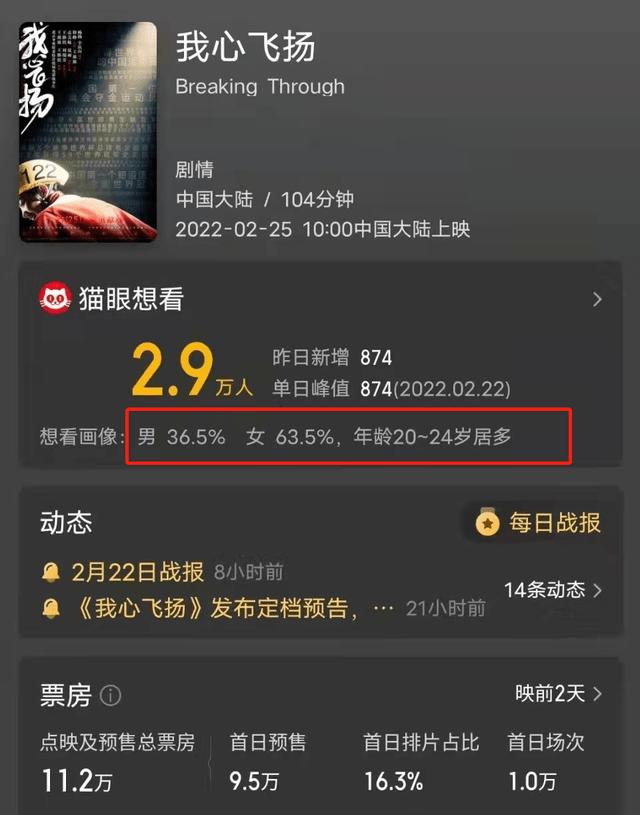 我心飞扬
我心飞扬
Breaking Through
剧情
中国大陆 / 104分钟
2022-02-25 10:00中国大陆上映
122
猫眼想看
2.9万人
昨日新增 874
单日峰值 874(2022.02.22)
想看画像: 男 36.5% 女 63.5%, 年龄20~24岁居多
动态
每日战报
2月22日战报 8小时前
《我心飞扬》发布定档预告, ··· 21小时前
14条动态
票房
映前2天
点映及预售总票房
首日预售
首日排片占比
首日场次
11.2万
9.5万
16.3%
1.0万